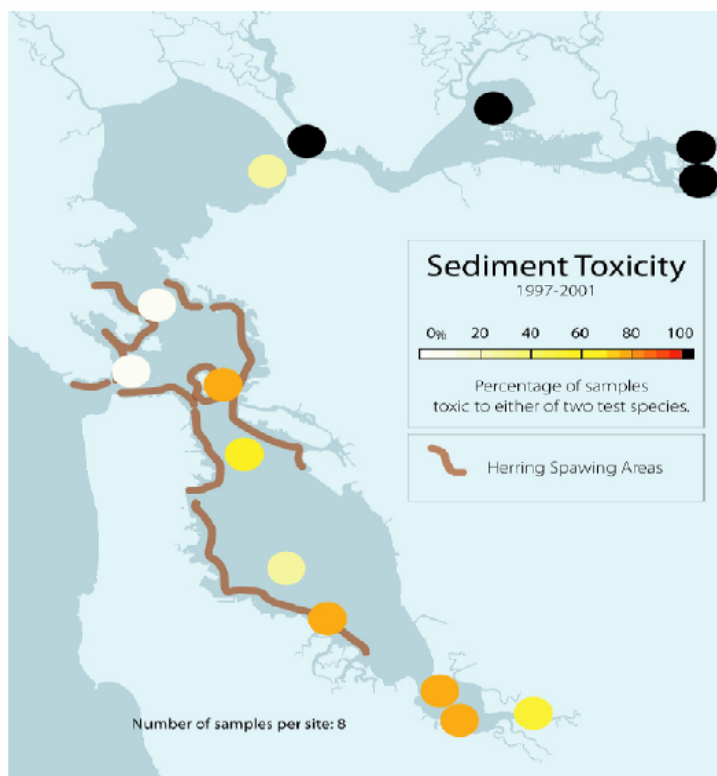 Sediment Toxicity
1997-2001
0% 20 40 60 80 100
Percentage of samples
toxic to either of two test species.
Herring Spawing Areas
Number of samples per site: 8